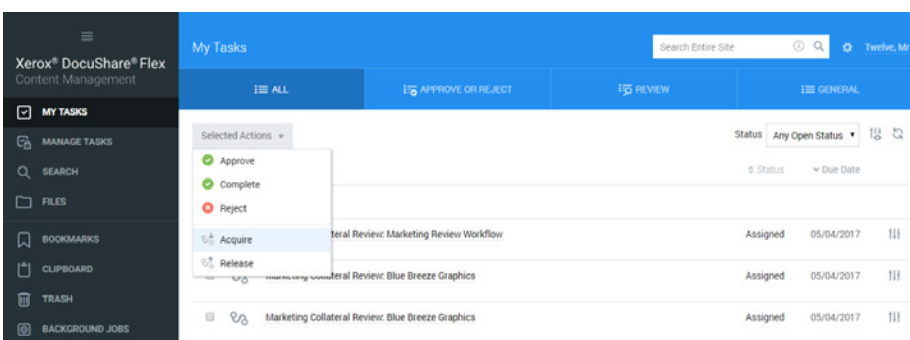 Xerox® DocuShare® Flex
Content Management
MY TASKS
MANAGE TASKS
SEARCH
FILES
BOOKMARKS
CLIPBOARD
TRASH
BACKGROUND JOBS
My Tasks
Search Entire Site
Twelve, Mr
ALL
APPROVE OR REJECT
REVIEW
GENERAL
Selected Actions
Status Any Open Status
Approve
Complete
Reject
Acquire
Release
Status Due Date
teral Review: Marketing Review Workflow Assigned 05/04/2017
Marketing Collateral Review: Blue Breeze Graphics Assigned 05/04/2017
Marketing Collateral Review: Blue Breeze Graphics Assigned 05/04/2017